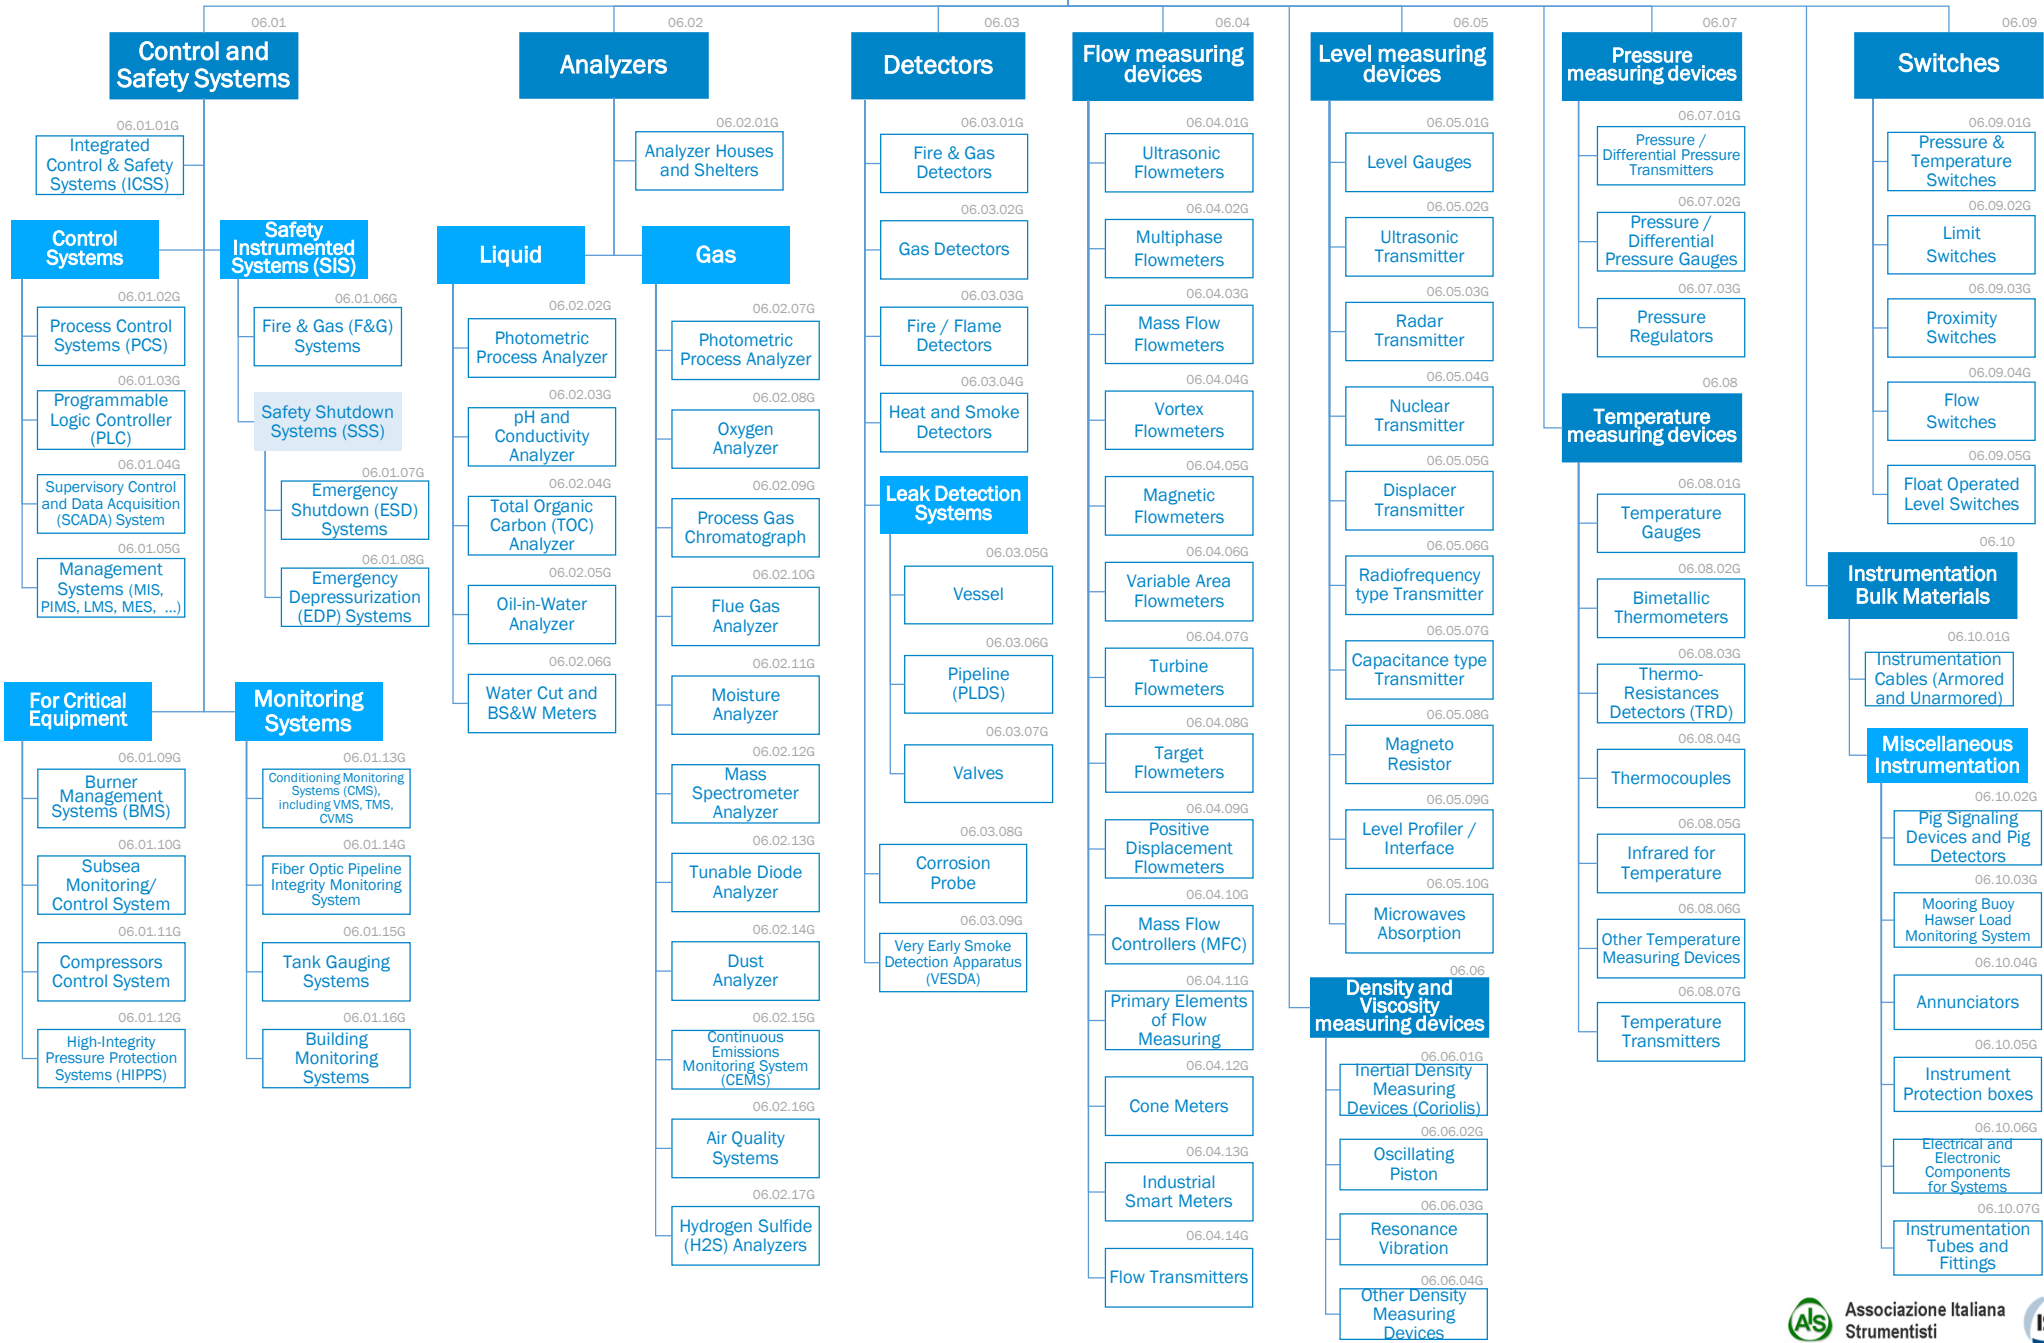 06.01
Control and
Safety Systems
06.01.01G
Integrated
Control & Safety
Systems (ICSS)
Control
Systems
06.01.02G
Process Control
Systems (PCS)
06.01.03G
Programmable
Logic Controller
(PLC)
06.01.04G
Supervisory Control
and Data Acquisition
(SCADA) System
06.01.05G
Management
Systems (MIS,
PIMS, LMS, MES, ...)
Safety
Instrumented
Systems (SIS)
06.01.06G
Fire & Gas (F&G)
Systems
Safety Shutdown
Systems (SSS)
06.01.07G
Emergency
Shutdown (ESD)
Systems
06.01.08G
Emergency
Depressurization
(EDP) Systems
For Critical
Equipment
06.01.09G
Burner
Management
Systems (BMS)
06.01.10G
Subsea
Monitoring/
Control System
06.01.11G
Compressors
Control System
06.01.12G
High-Integrity
Pressure Protection
Systems (HIPPS)
Monitoring
Systems
06.01.13G
Conditioning Monitoring
Systems (CMS),
including VMS, TMS,
CVMS
06.01.14G
Fiber Optic Pipeline
Integrity Monitoring
System
06.01.15G
Tank Gauging
Systems
06.01.16G
Building
Monitoring
Systems
06.02
Analyzers
06.02.01G
Analyzer Houses
and Shelters
Liquid
06.02.02G
Photometric
Process Analyzer
06.02.03G
pH and
Conductivity
Analyzer
06.02.04G
Total Organic
Carbon (TOC)
Analyzer
06.02.05G
Oil-in-Water
Analyzer
06.02.06G
Water Cut and
BS&W Meters
Gas
06.02.07G
Photometric
Process Analyzer
06.02.08G
Oxygen
Analyzer
06.02.09G
Process Gas
Chromatograph
06.02.10G
Flue Gas
Analyzer
06.02.11G
Moisture
Analyzer
06.02.12G
Mass
Spectrometer
Analyzer
06.02.13G
Tunable Diode
Analyzer
06.02.14G
Dust
Analyzer
06.02.15G
Continuous
Emissions
Monitoring System
(CEMS)
06.02.16G
Air Quality
Systems
06.02.17G
Hydrogen Sulfide
(H2S) Analyzers
06.03
Detectors
06.03.01G
Fire & Gas
Detectors
06.03.02G
Gas Detectors
06.03.03G
Fire / Flame
Detectors
06.03.04G
Heat and Smoke
Detectors
Leak Detection
Systems
06.03.05G
Vessel
06.03.06G
Pipeline
(PLDS)
06.03.07G
Valves
06.03.08G
Corrosion
Probe
06.03.09G
Very Early Smoke
Detection Apparatus
(VESDA)
06.04
Flow measuring
devices
06.04.01G
Ultrasonic
Flowmeters
06.04.02G
Multiphase
Flowmeters
06.04.03G
Mass Flow
Flowmeters
06.04.04G
Vortex
Flowmeters
06.04.05G
Magnetic
Flowmeters
06.04.06G
Variable Area
Flowmeters
06.04.07G
Turbine
Flowmeters
06.04.08G
Target
Flowmeters
06.04.09G
Positive
Displacement
Flowmeters
06.04.10G
Mass Flow
Controllers (MFC)
06.04.11G
Primary Elements
of Flow
Measuring
06.04.12G
Cone Meters
06.04.13G
Industrial
Smart Meters
06.04.14G
Flow Transmitters
06.05
Level measuring
devices
06.05.01G
Level Gauges
06.05.02G
Ultrasonic
Transmitter
06.05.03G
Radar
Transmitter
06.05.04G
Nuclear
Transmitter
06.05.05G
Displacer
Transmitter
06.05.06G
Radiofrequency
type Transmitter
06.05.07G
Capacitance type
Transmitter
06.05.08G
Magneto
Resistor
06.05.09G
Level Profiler /
Interface
06.05.10G
Microwaves
Absorption
06.06
Density and
Viscosity
measuring devices
06.06.01G
Inertial Density
Measuring
Devices (Coriolis)
06.06.02G
Oscillating
Piston
06.06.03G
Resonance
Vibration
06.06.04G
Other Density
Measuring
Devices
06.07
Pressure
measuring devices
06.07.01G
Pressure /
Differential Pressure
Transmitters
06.07.02G
Pressure /
Differential
Pressure Gauges
06.07.03G
Pressure
Regulators
06.08
Temperature
measuring devices
06.08.01G
Temperature
Gauges
06.08.02G
Bimetallic
Thermometers
06.08.03G
Thermo-
Resistances
Detectors (TRD)
06.08.04G
Thermocouples
06.08.05G
Infrared for
Temperature
06.08.06G
Other Temperature
Measuring Devices
06.08.07G
Temperature
Transmitters
06.09
Switches
06.09.01G
Pressure &
Temperature
Switches
06.09.02G
Limit
Switches
06.09.03G
Proximity
Switches
06.09.04G
Flow
Switches
06.09.05G
Float Operated
Level Switches
06.10
Instrumentation
Bulk Materials
06.10.01G
Instrumentation
Cables (Armored
and Unarmored)
Miscellaneous
Instrumentation
06.10.02G
Pig Signaling
Devices and Pig
Detectors
06.10.03G
Mooring Buoy
Hawser Load
Monitoring System
06.10.04G
Annunciators
06.10.05G
Instrument
Protection boxes
06.10.06G
Electrical and
Electronic
Components
for Systems
06.10.07G
Instrumentation
Tubes and
Fittings
AIS
Associazione Italiana
Strumentisti